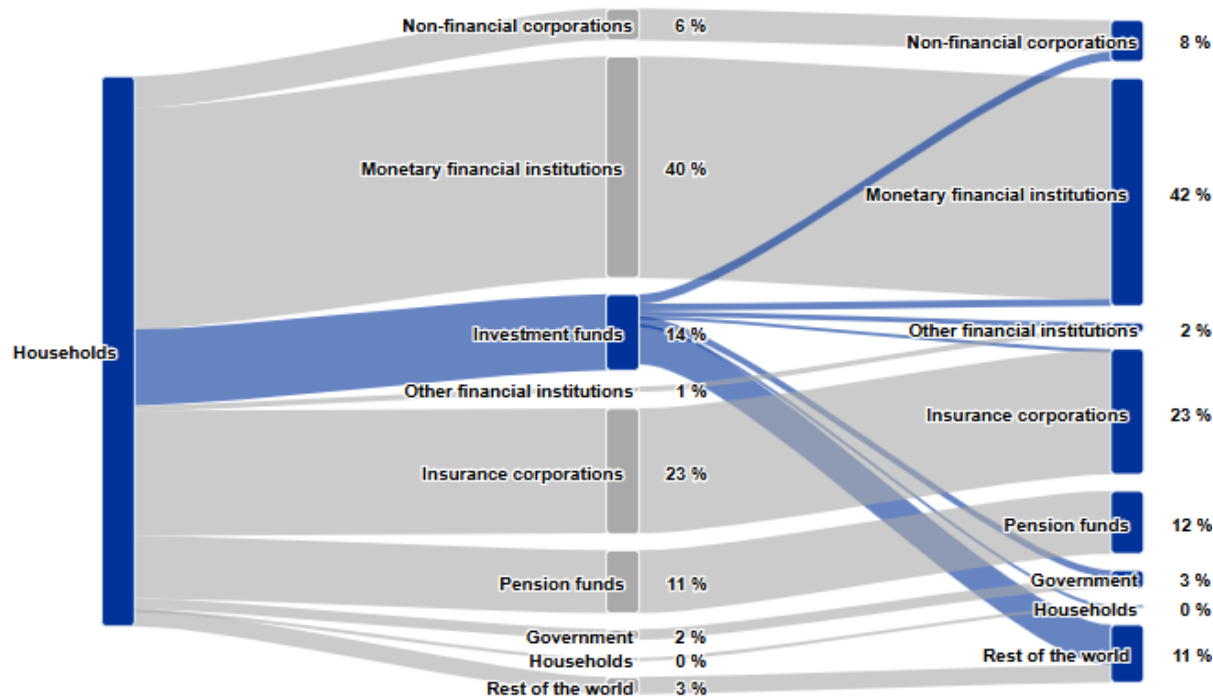 Households
Non-financial corporations 6 %
Monetary financial institutions 40 %
Investment funds 14 %
Other financial institutions 1 %
Insurance corporations 23 %
Pension funds 11 %
Government 2 %
Households 0 %
Rest of the world 3 %
Non-financial corporations 8 %
Monetary financial institutions 42 %
Other financial institutions 2 %
Insurance corporations 23 %
Pension funds 12 %
Government 3 %
Households 0 %
Rest of the world 11 %